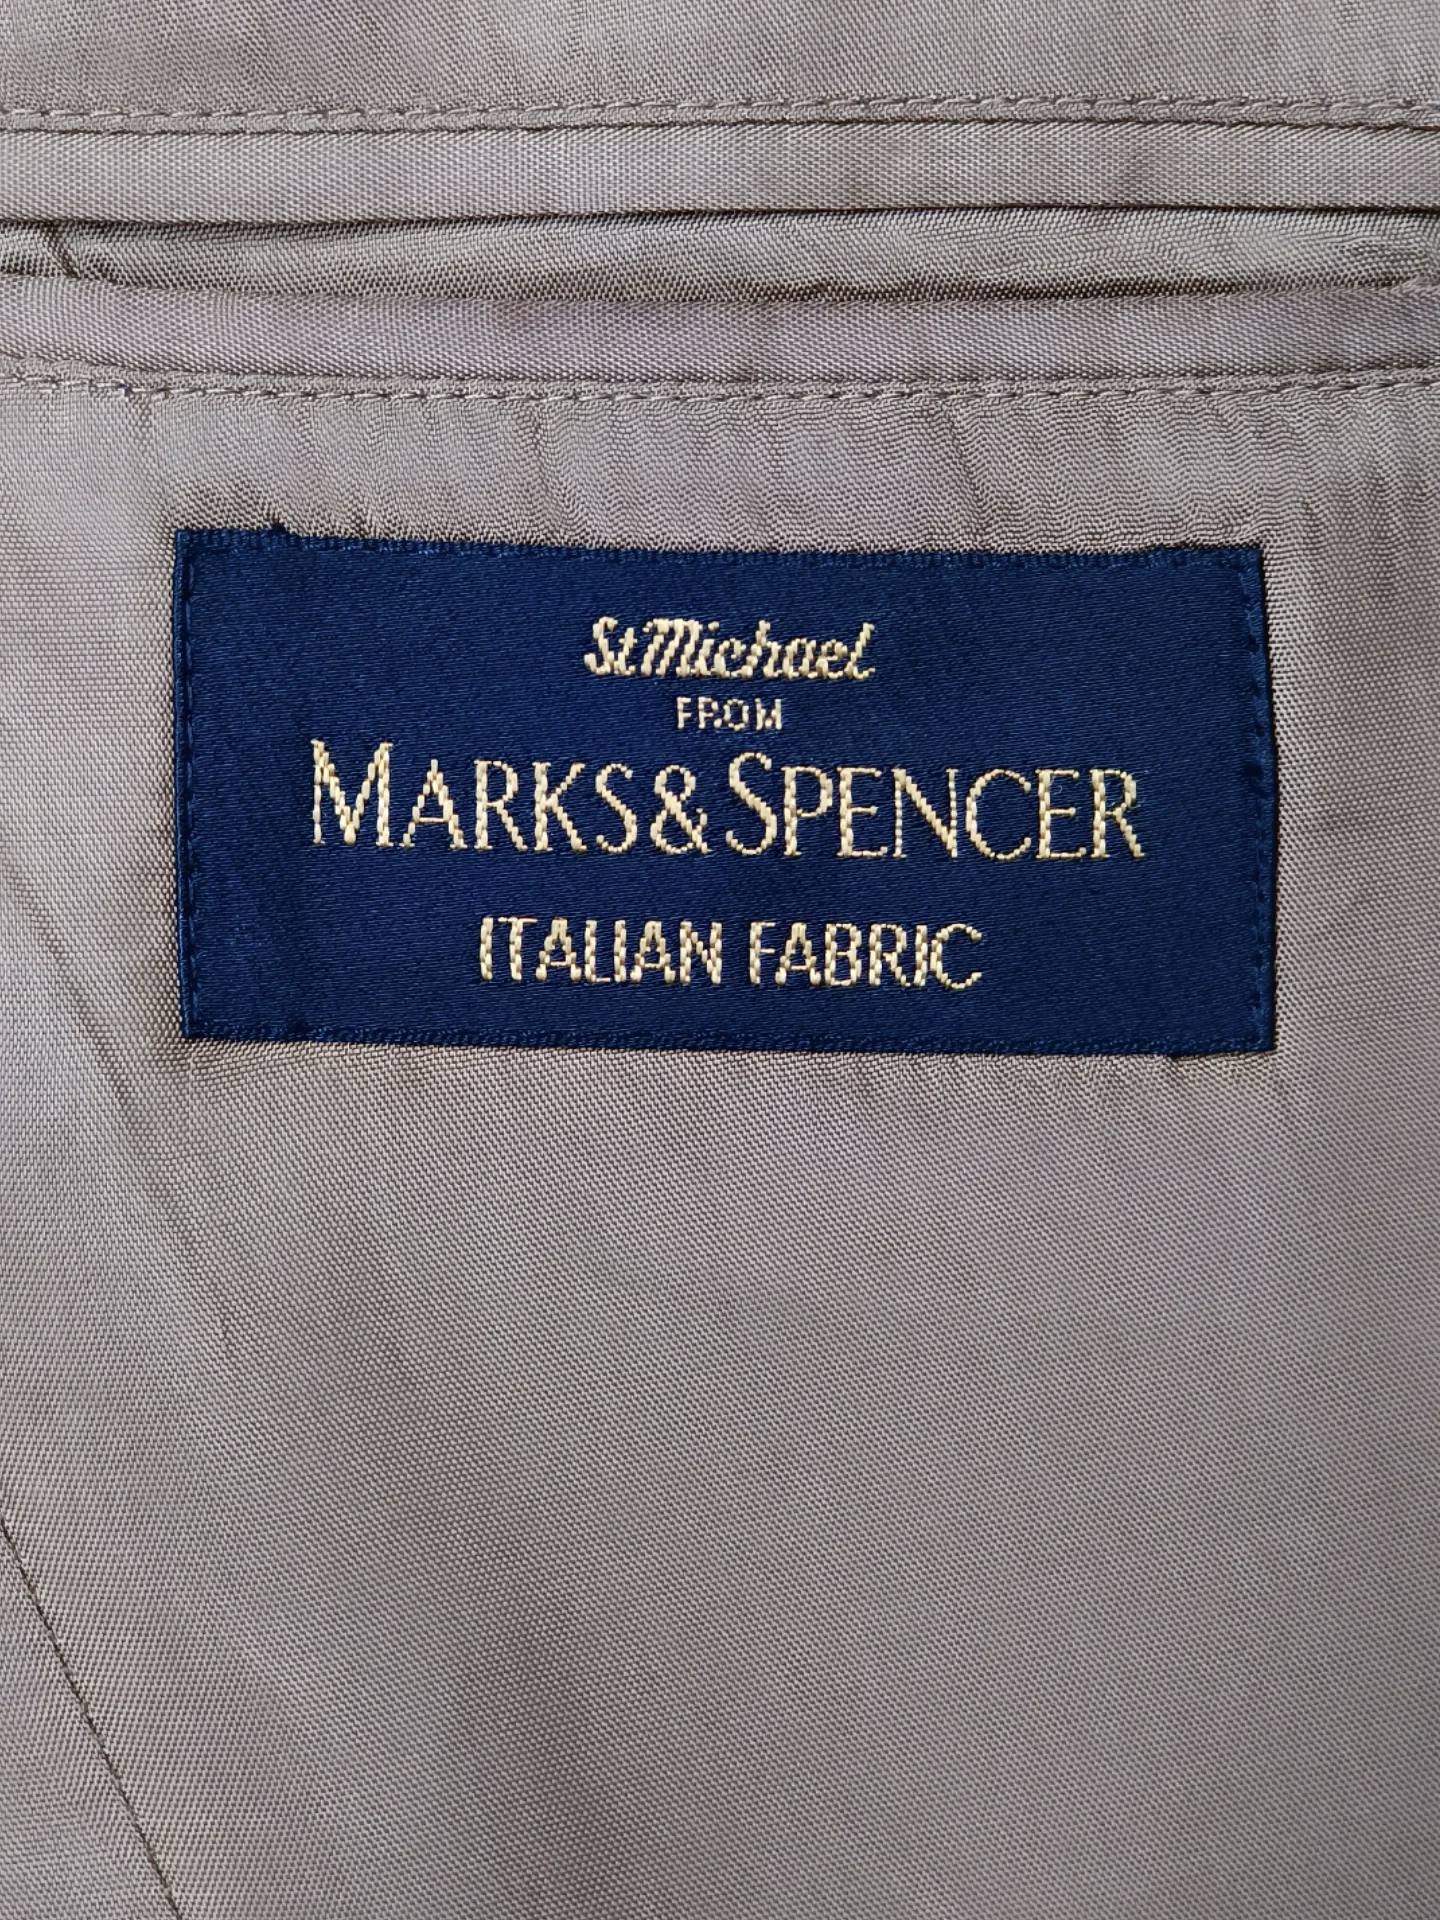 St Michael
FROM
MARKS & SPENCER
ITALIAN FABRIC